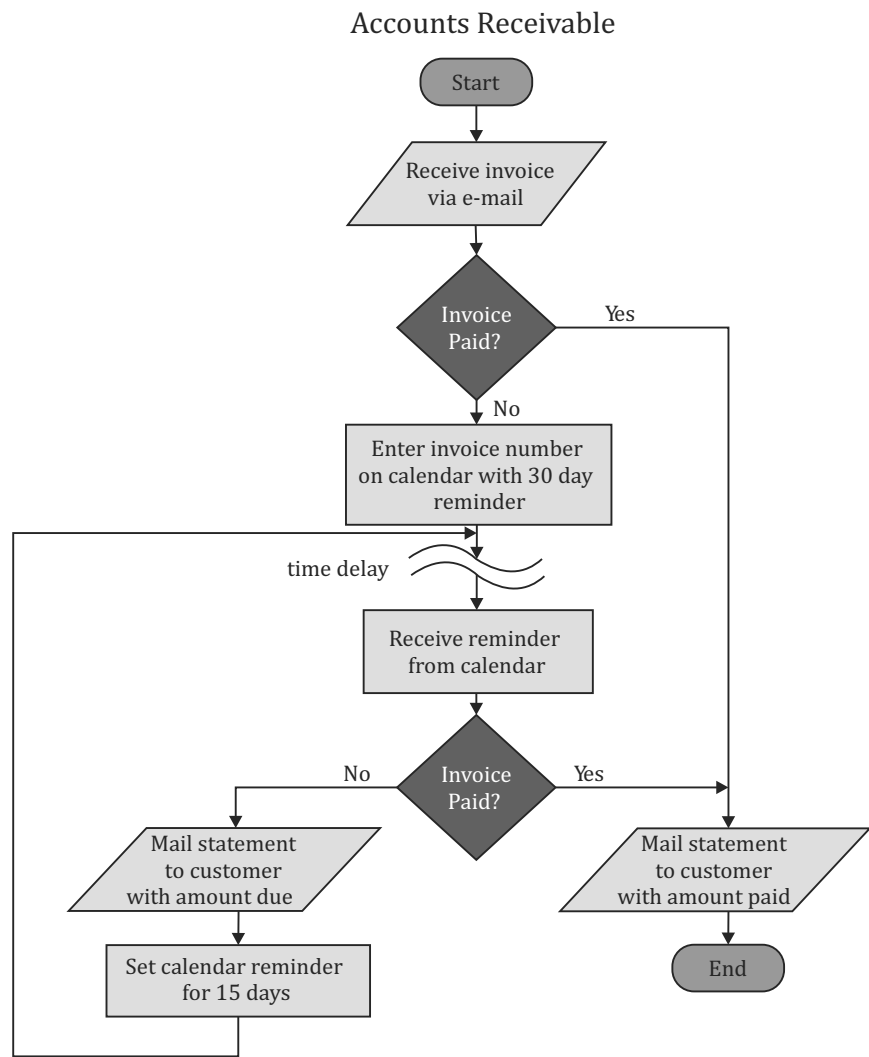 Accounts Receivable
Start
Receive invoice
via e-mail
Invoice
Paid?
Yes
No
Enter invoice number
on calendar with 30 day
reminder
time delay
Receive reminder
from calendar
No
Invoice
Paid?
Yes
Mail statement
to customer
with amount due
Mail statement
to customer
with amount paid
Set calendar reminder
for 15 days
End